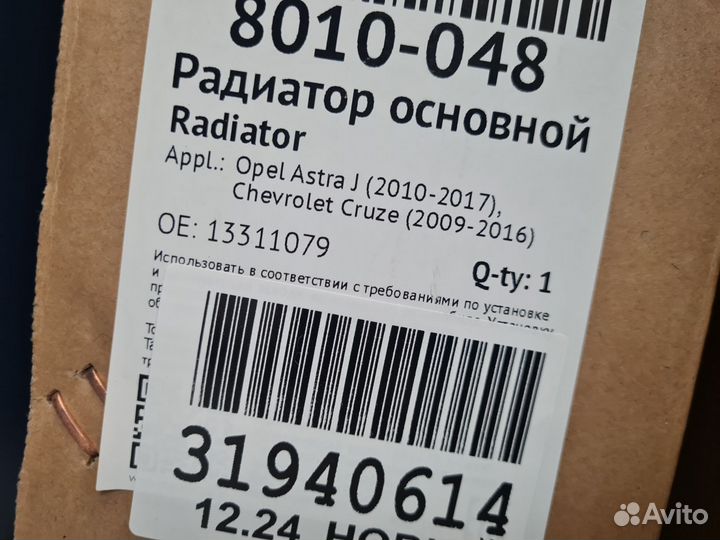 8010-048
Радиатор основной
Radiator
Appl.: Opel Astra J (2010-2017),
Chevrolet Cruze (2009-2016)
OE: 13311079
Q-ty: 1
Использовать в соответствии с требованиями по установке
и
31940614
12.24
Avito